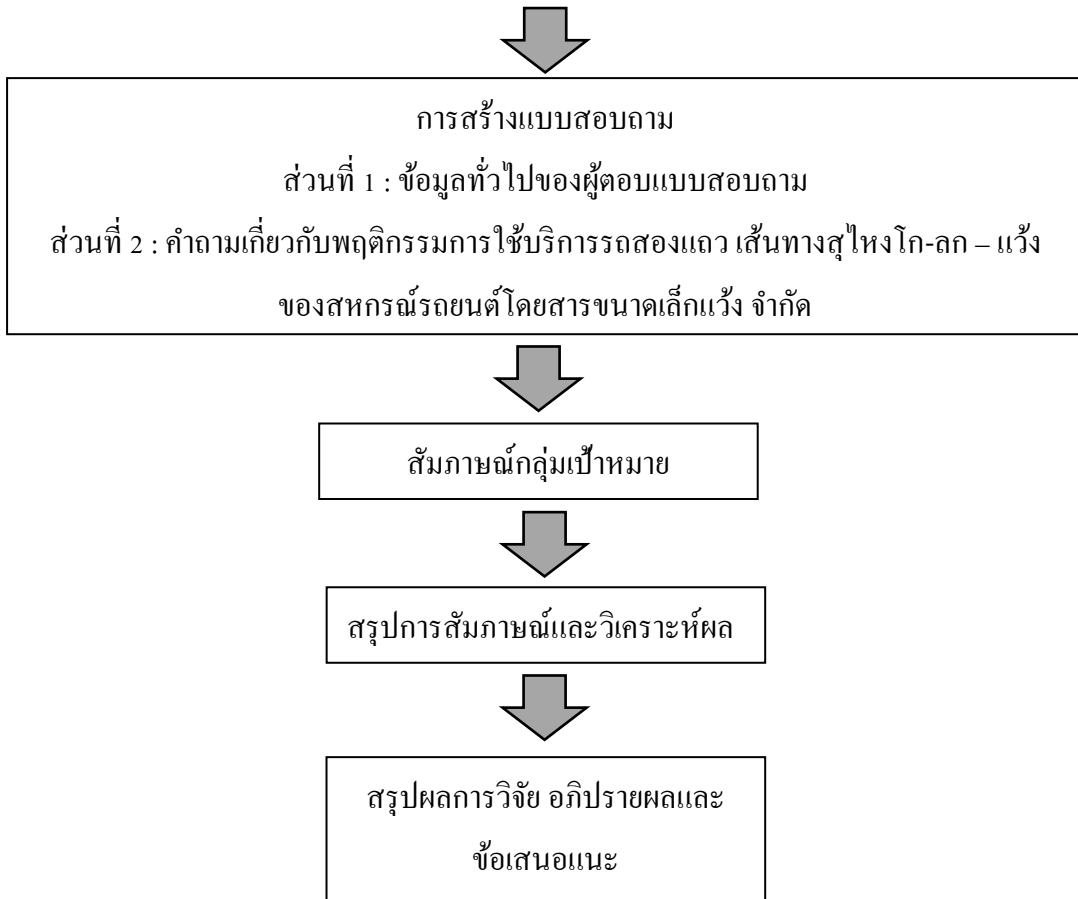 การสร้างแบบสอบถาม
ส่วนที่ 1 : ข้อมูลทั่วไปของผู้ตอบแบบสอบถาม
ส่วนที่ 2 : คำถามเกี่ยวกับพฤติกรรมการใช้บริการรถสองแถว เส้นทางสุไหงโก-ลก – แว้ง
ของสหกรณ์รถยนต์โดยสารขนาดเล็กแว้ง จำกัด
สัมภาษณ์กลุ่มเป้าหมาย
สรุปการสัมภาษณ์และวิเคราะห์ผล
สรุปผลการวิจัย อภิปรายผลและ
ข้อเสนอแนะ